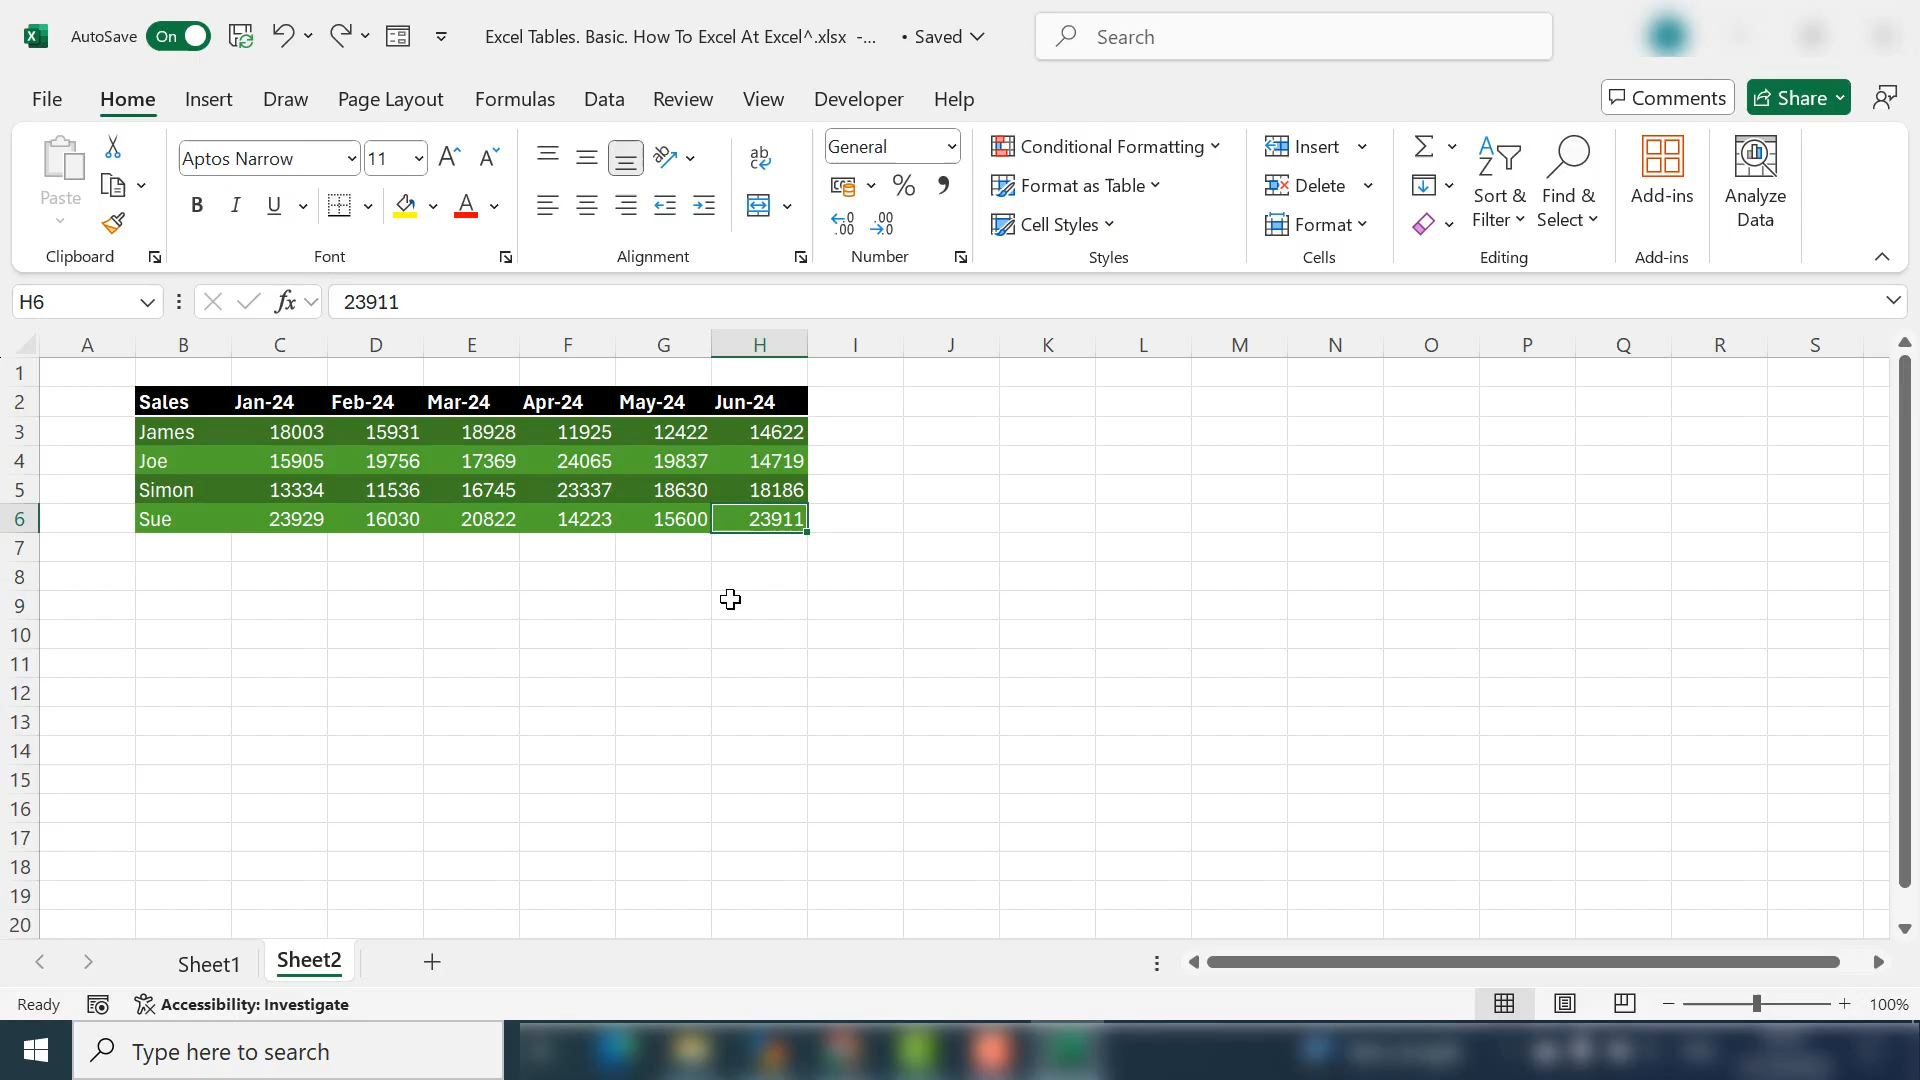 AutoSave On Excel Tables. Basic. How To Excel At Excel^.xlsx -... • Saved Search
File Home Insert Draw Page Layout Formulas Data Review View Developer Help Comments Share
Paste
Clipboard
Aptos Narrow 11
B I U A
Font
ab
c
Alignment
General
% ,
Number
Conditional Formatting
Format as Table
Cell Styles
Styles
Insert
Delete
Format
Cells
Sort & Filter
Find & Select
Editing
Add-ins
Add-ins
Analyze Data
H6 fx 23911
A B C D E F G H I J K L M N O P Q R S
1
2 Sales Jan-24 Feb-24 Mar-24 Apr-24 May-24 Jun-24
3 James 18003 15931 18928 11925 12422 14622
4 Joe 15905 19756 17369 24065 19837 14719
5 Simon 13334 11536 16745 23337 18630 18186
6 Sue 23929 16030 20822 14223 15600 23911
7
8
9
10
11
12
13
14
15
16
17
18
19
20
Sheet1 Sheet2
Ready Accessibility: Investigate 100%
Type here to search